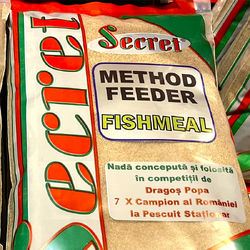 Secret
Secret
METHOD
FEEDER
FISHMEAL
Nadă concepută și folosită
în competiții de
Dragoș Popa
7 X Campion al României
la Pescuit Staționar